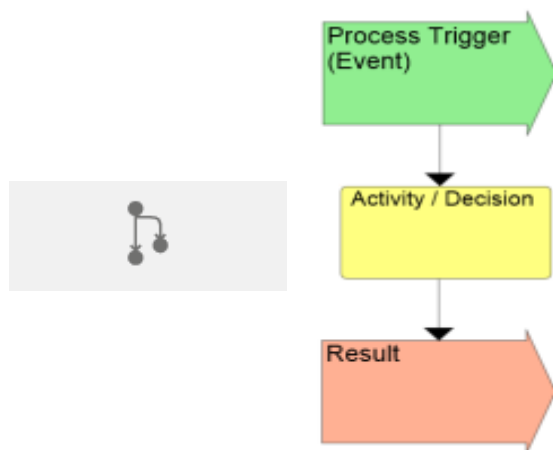 Process Trigger
(Event)
Activity / Decision
Result